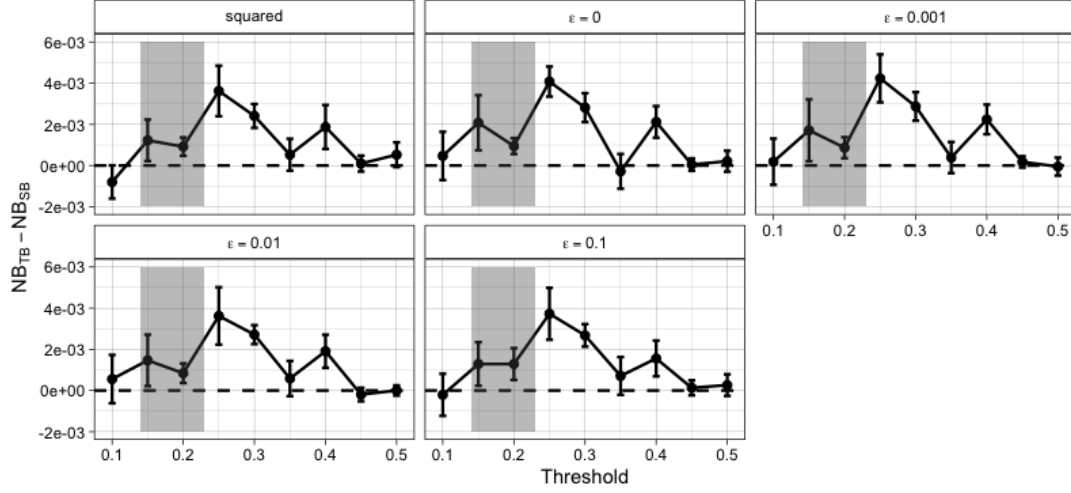 squared
ε = 0
ε = 0.001
6e−03
4e−03
2e−03
0e+00
−2e−03
0.1 0.2 0.3 0.4 0.5
ε = 0.01
ε = 0.1
6e−03
4e−03
2e−03
0e+00
−2e−03
0.1 0.2 0.3 0.4 0.5
0.1 0.2 0.3 0.4 0.5
NB_TB − NB_SB
Threshold